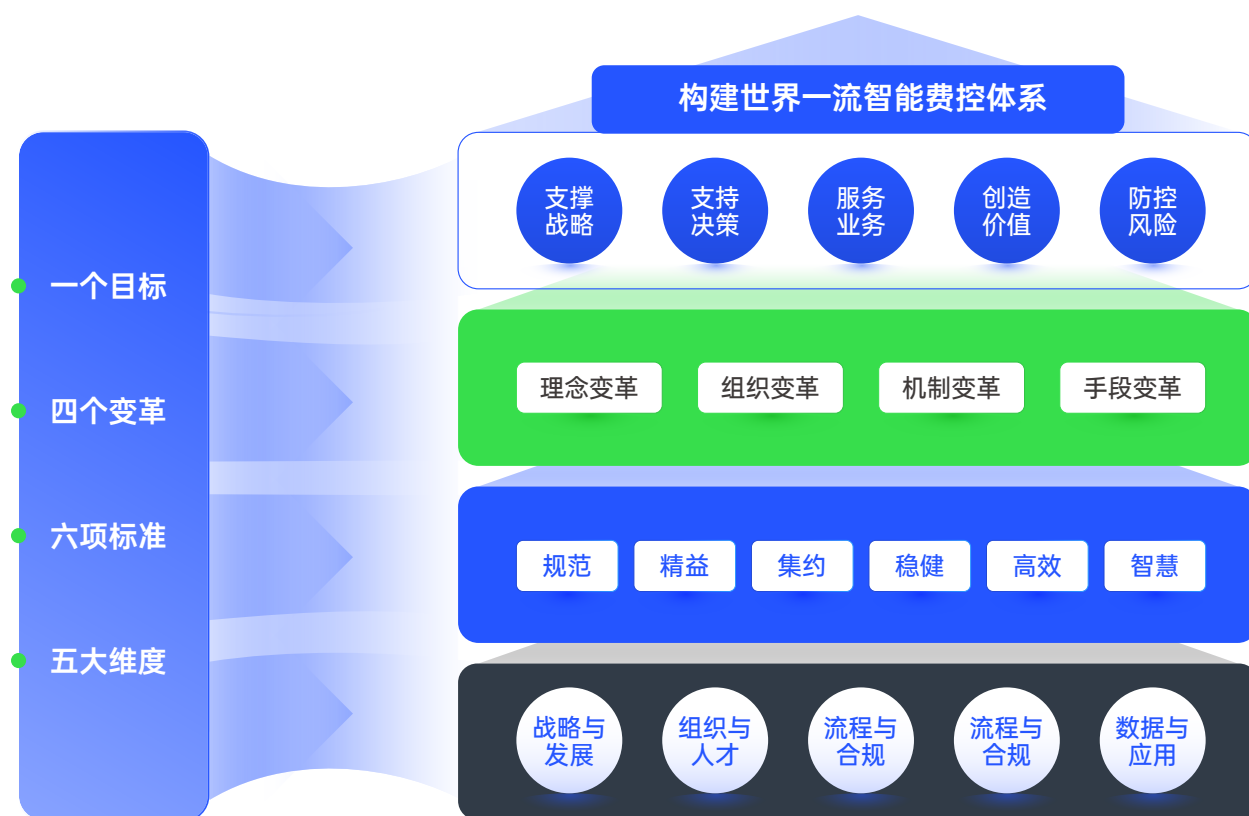 构建世界一流智能费控体系
支撑
战略
支持
决策
服务
业务
创造
价值
防控
风险
一个目标
理念变革
组织变革
机制变革
手段变革
四个变革
六项标准
规范
精益
集约
稳健
高效
智慧
五大维度
战略与
发展
组织与
人才
流程与
合规
流程与
合规
数据与
应用